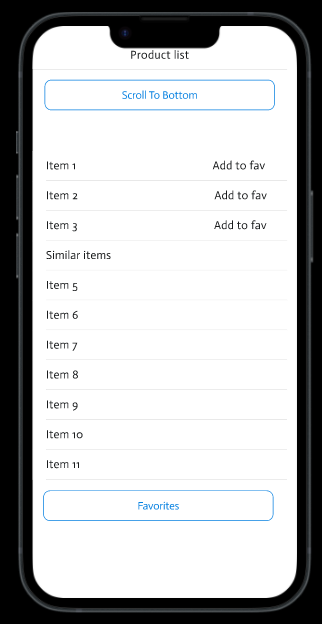 Product list
Scroll To Bottom
Item 1 Add to fav
Item 2 Add to fav
Item 3 Add to fav
Similar items
Item 5
Item 6
Item 7
Item 8
Item 9
Item 10
Item 11
Favorites